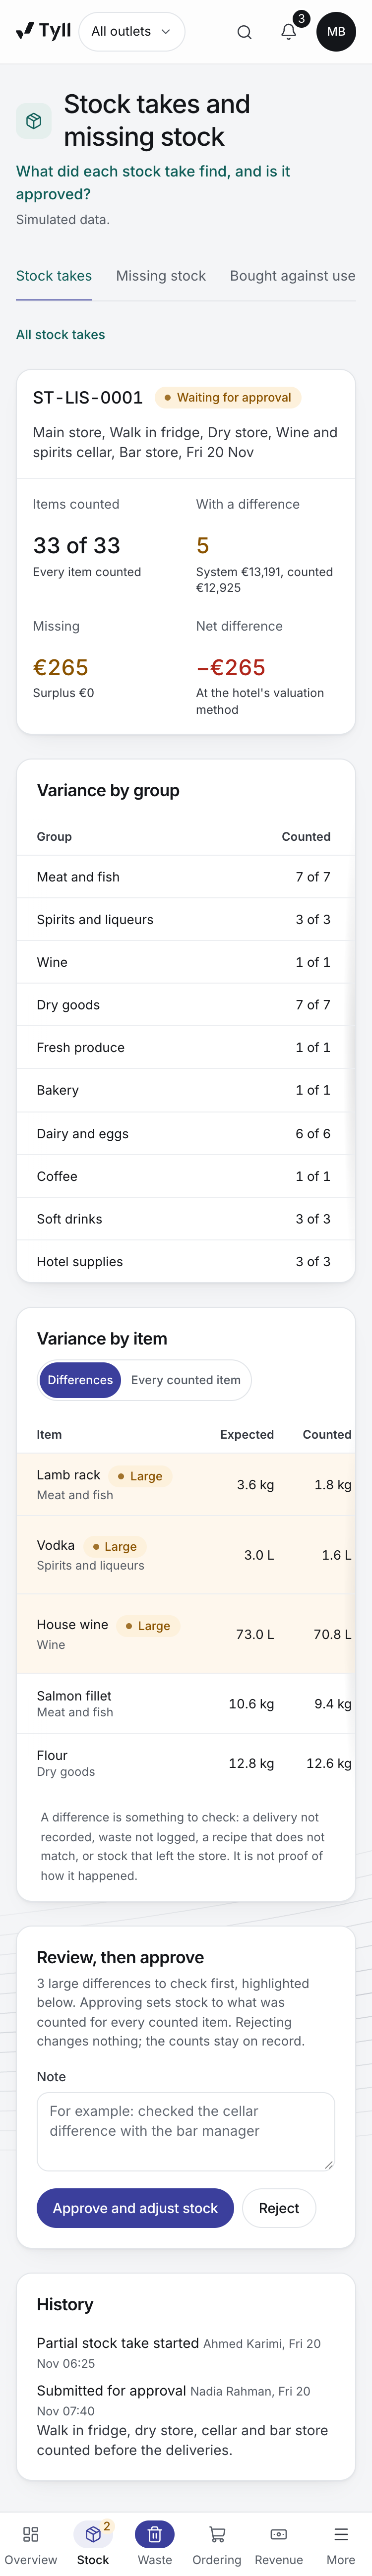 Tyll
All outlets
3
MB
Stock takes and
missing stock
What did each stock take find, and is it
approved?
Simulated data.
Stock takes
Missing stock
Bought against use
All stock takes
ST-LIS-0001
Waiting for approval
Main store, Walk in fridge, Dry store, Wine and
spirits cellar, Bar store, Fri 20 Nov
Items counted
With a difference
33 of 33
5
Every item counted
System €13,191, counted
€12,925
Missing
Net difference
€265
−€265
Surplus €0
At the hotel's valuation
method
Variance by group
Group Counted
Meat and fish 7 of 7
Spirits and liqueurs 3 of 3
Wine 1 of 1
Dry goods 7 of 7
Fresh produce 1 of 1
Bakery 1 of 1
Dairy and eggs 6 of 6
Coffee 1 of 1
Soft drinks 3 of 3
Hotel supplies 3 of 3
Variance by item
Differences Every counted item
Item Expected Counted
Lamb rack Large 3.6 kg 1.8 kg
Meat and fish
Vodka Large 3.0 L 1.6 L
Spirits and liqueurs
House wine Large 73.0 L 70.8 L
Wine
Salmon fillet 10.6 kg 9.4 kg
Meat and fish
Flour 12.8 kg 12.6 kg
Dry goods
A difference is something to check: a delivery not
recorded, waste not logged, a recipe that does not
match, or stock that left the store. It is not proof of
how it happened.
Review, then approve
3 large differences to check first, highlighted
below. Approving sets stock to what was
counted for every counted item. Rejecting
changes nothing; the counts stay on record.
Note
For example: checked the cellar
difference with the bar manager
Approve and adjust stock
Reject
History
Partial stock take started Ahmed Karimi, Fri 20
Nov 06:25
Submitted for approval Nadia Rahman, Fri 20
Nov 07:40
Walk in fridge, dry store, cellar and bar store
counted before the deliveries.
2
Overview Stock Waste Ordering Revenue More